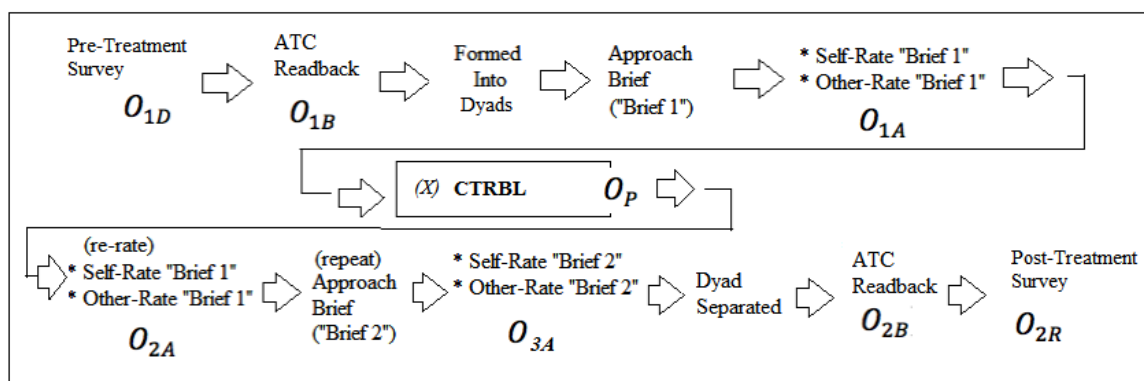 Pre-Treatment
Survey
O1D
ATC
Readback
O1B
Formed
Into
Dyads
Approach
Brief
("Brief 1")
* Self-Rate "Brief 1"
* Other-Rate "Brief 1"
O1A
(X) CTRBL
OP
(re-rate)
* Self-Rate "Brief 1"
* Other-Rate "Brief 1"
O2A
(repeat)
Approach
Brief
("Brief 2")
* Self-Rate "Brief 2"
* Other-Rate "Brief 2"
O3A
Dyad
Separated
ATC
Readback
O2B
Post-Treatment
Survey
O2R